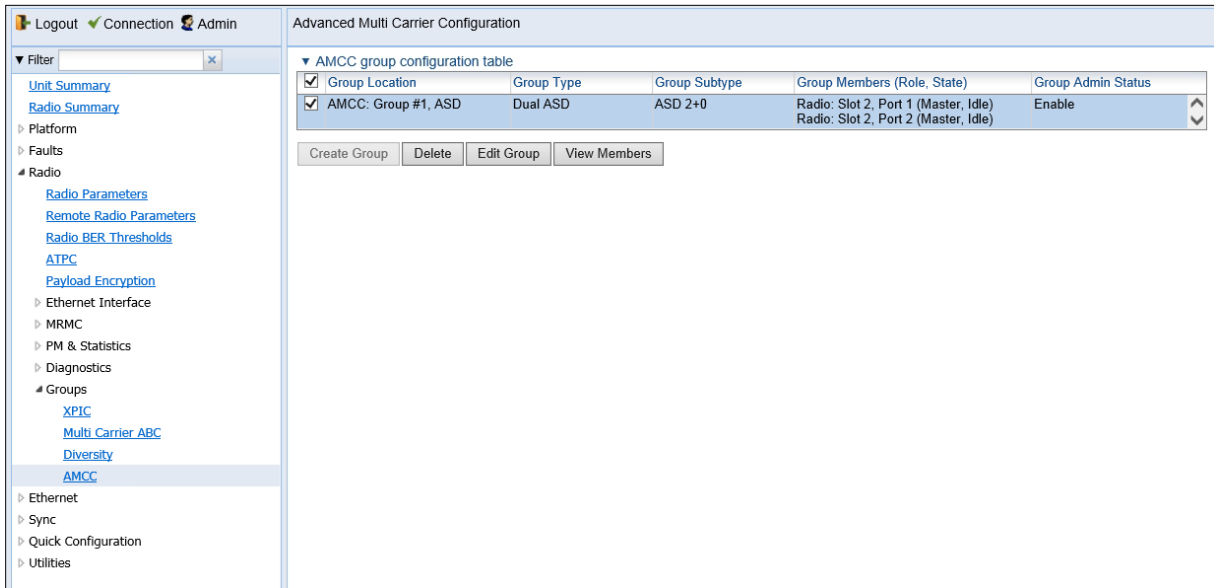 Logout Connection Admin
Filter
Unit Summary
Radio Summary
Platform
Faults
Radio
Radio Parameters
Remote Radio Parameters
Radio BER Thresholds
ATPC
Payload Encryption
Ethernet Interface
MRMC
PM & Statistics
Diagnostics
Groups
XPIC
Multi Carrier ABC
Diversity
AMCC
Ethernet
Sync
Quick Configuration
Utilities
Advanced Multi Carrier Configuration
AMCC group configuration table
Group Location Group Type Group Subtype Group Members (Role, State) Group Admin Status
AMCC: Group #1, ASD Dual ASD ASD 2+0 Radio: Slot 2, Port 1 (Master, Idle) Enable
Radio: Slot 2, Port 2 (Master, Idle)
Create Group Delete Edit Group View Members